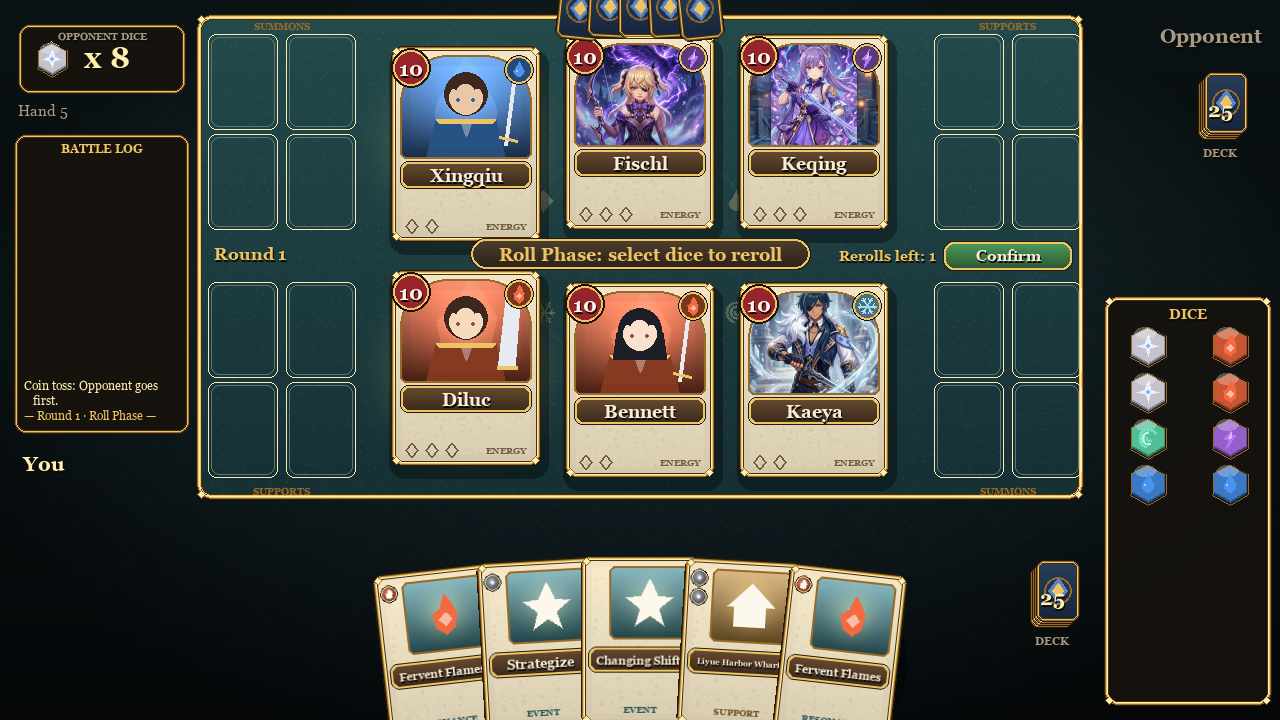 OPPONENT DICE
x 8
Hand 5
BATTLE LOG
Coin toss: Opponent goes
first.
— Round 1 · Roll Phase —
You
SUMMONS
SUPPORTS
10
Xingqiu
ENERGY
10
Fischl
ENERGY
10
Keqing
ENERGY
Round 1
Roll Phase: select dice to reroll
Rerolls left: 1
Confirm
10
Diluc
ENERGY
10
Bennett
ENERGY
10
Kaeya
ENERGY
SUPPORTS
SUMMONS
Opponent
25
DECK
DICE
25
DECK
Fervent Flames
Strategize
EVENT
Changing Shift
EVENT
Liyue Harbor Wharf
SUPPORT
Fervent Flames